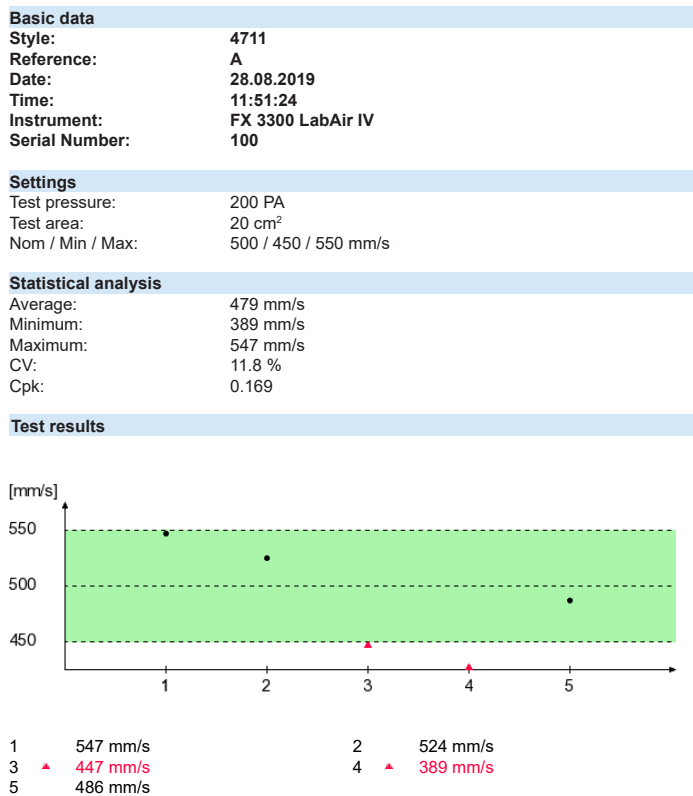 Basic data
Style: 4711
Reference: A
Date: 28.08.2019
Time: 11:51:24
Instrument: FX 3300 LabAir IV
Serial Number: 100
Settings
Test pressure: 200 PA
Test area: 20 cm²
Nom / Min / Max: 500 / 450 / 550 mm/s
Statistical analysis
Average: 479 mm/s
Minimum: 389 mm/s
Maximum: 547 mm/s
CV: 11.8 %
Cpk: 0.169
Test results
[mm/s]
550
500
450
1 2 3 4 5
1 547 mm/s 2 524 mm/s
3 447 mm/s 4 389 mm/s
5 486 mm/s